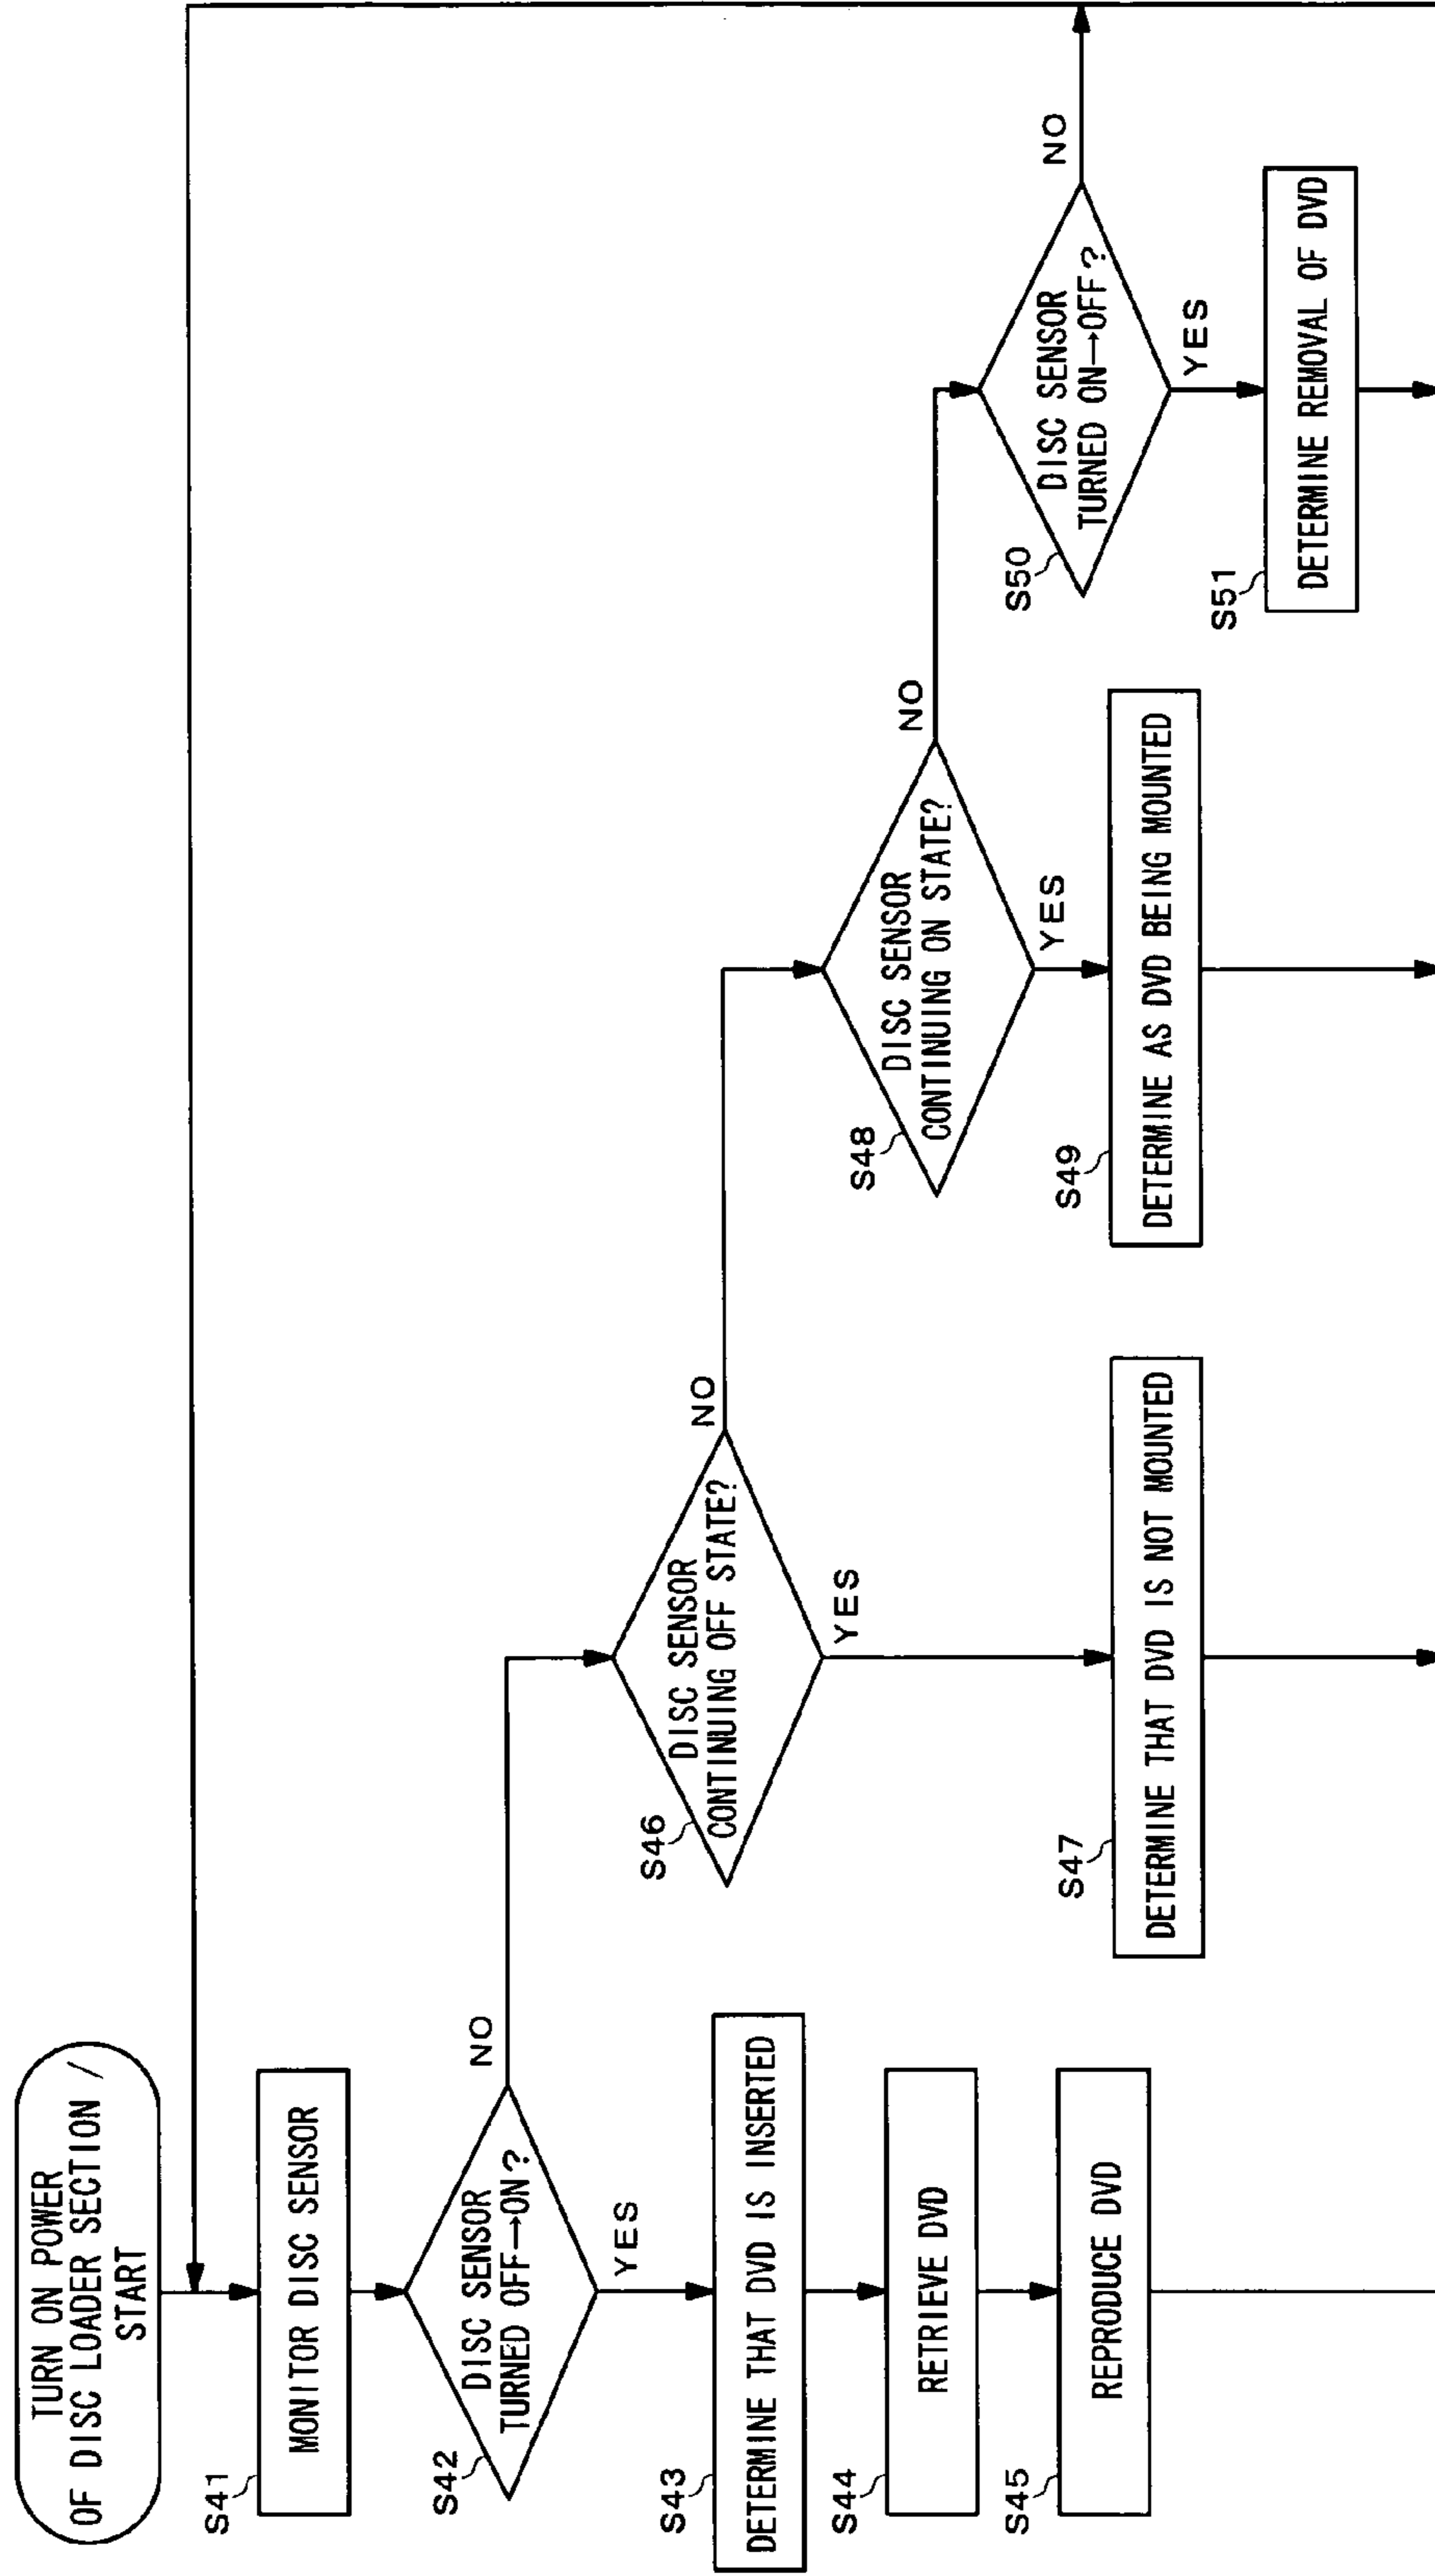 TURN ON POWER
OF DISC LOADER SECTION /
START
S41
MONITOR DISC SENSOR
S42
DISC SENSOR
TURNED OFF→ON?
NO
YES
S43
DETERMINE THAT DVD IS INSERTED
S44
RETRIEVE DVD
S45
REPRODUCE DVD
S46
DISC SENSOR
CONTINUING OFF STATE?
NO
YES
S47
DETERMINE THAT DVD IS NOT MOUNTED
S48
DISC SENSOR
CONTINUING ON STATE?
NO
YES
S49
DETERMINE AS DVD BEING MOUNTED
S50
DISC SENSOR
TURNED ON→OFF?
NO
YES
S51
DETERMINE REMOVAL OF DVD